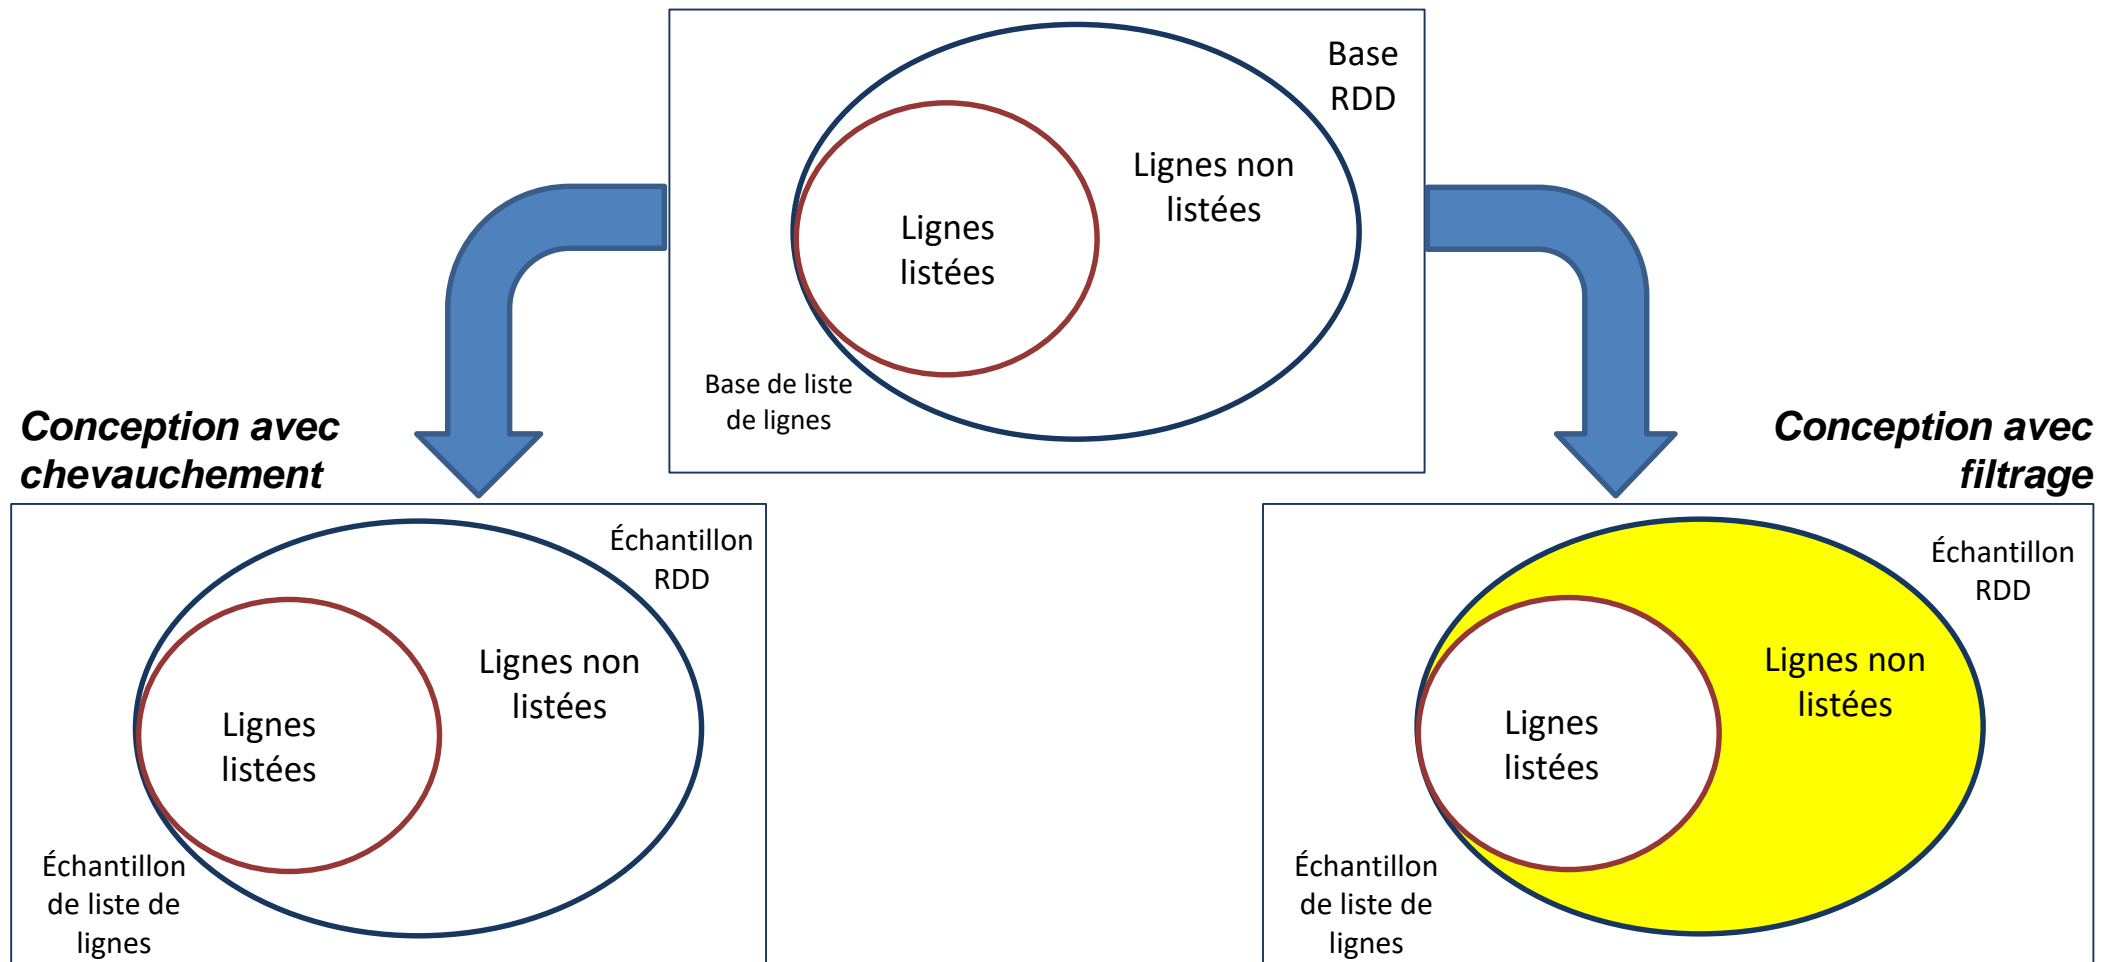 Base
RDD
Lignes non
listées
Lignes
listées
Base de liste
de lignes
Conception avec
chevauchement
Conception avec
filtrage
Échantillon
RDD
Lignes non
listées
Lignes
listées
Échantillon
de liste de
lignes
Échantillon
RDD
Lignes non
listées
Lignes
listées
Échantillon
de liste de
lignes